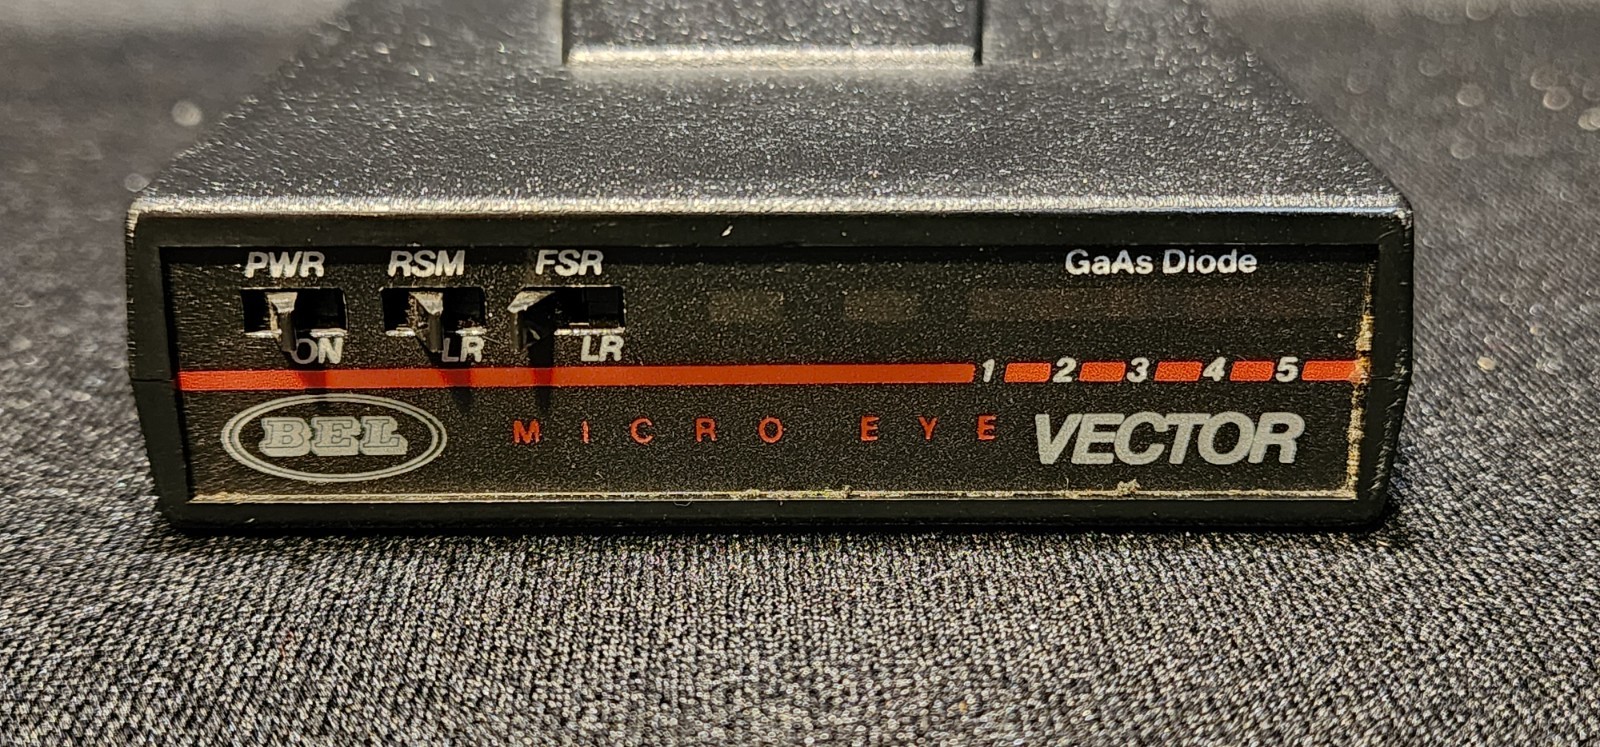 PWR RSM FSR GaAs Diode
ON LR LR
1 2 3 4 5
BEL MICRO EYE VECTOR